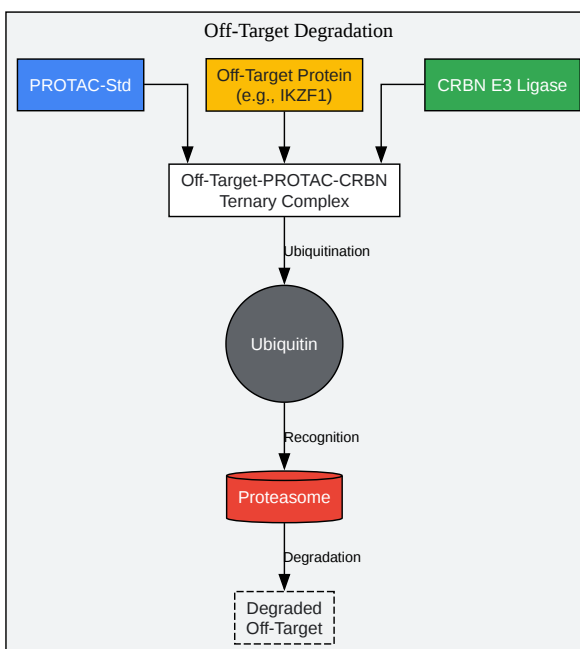 Off-Target Degradation
PROTAC-Std
Off-Target Protein
(e.g., IKZF1)
CRBN E3 Ligase
Off-Target-PROTAC-CRBN
Ternary Complex
Ubiquitination
Ubiquitin
Recognition
Proteasome
Degradation
Degraded
Off-Target